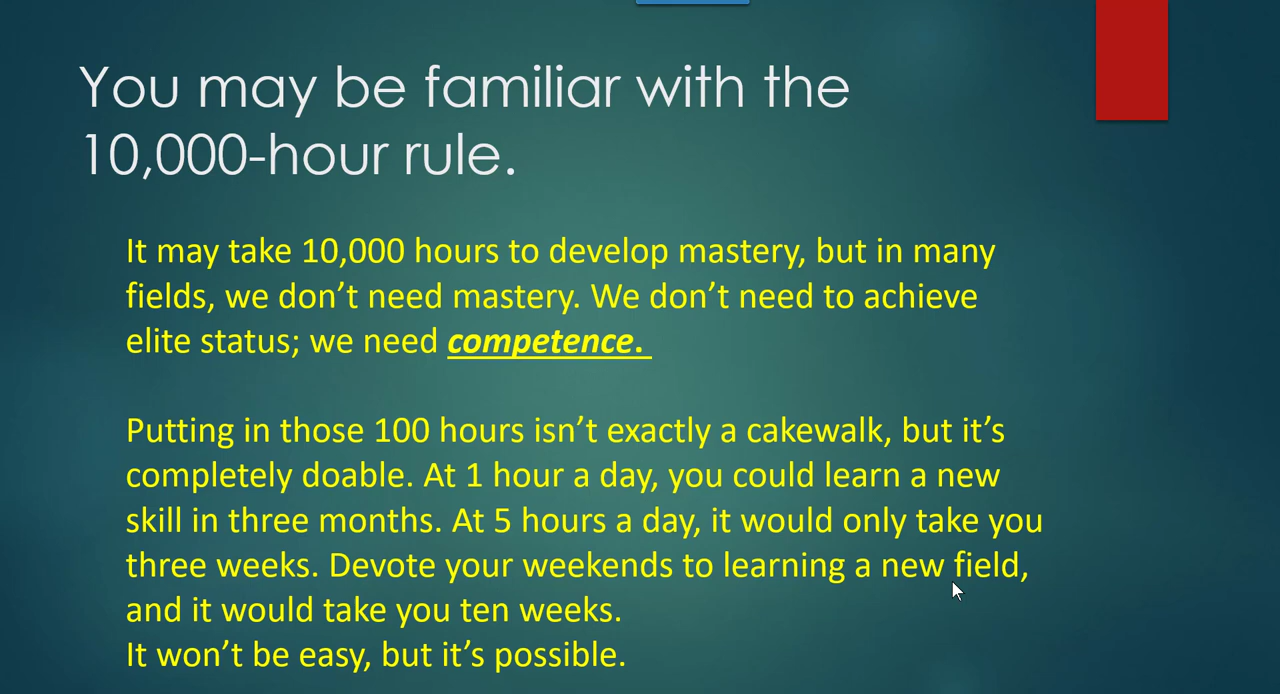 You may be familiar with the
10,000-hour rule.
It may take 10,000 hours to develop mastery, but in many
fields, we don’t need mastery. We don’t need to achieve
elite status; we need competence.
Putting in those 100 hours isn’t exactly a cakewalk, but it’s
completely doable. At 1 hour a day, you could learn a new
skill in three months. At 5 hours a day, it would only take you
three weeks. Devote your weekends to learning a new field,
and it would take you ten weeks.
It won’t be easy, but it’s possible.